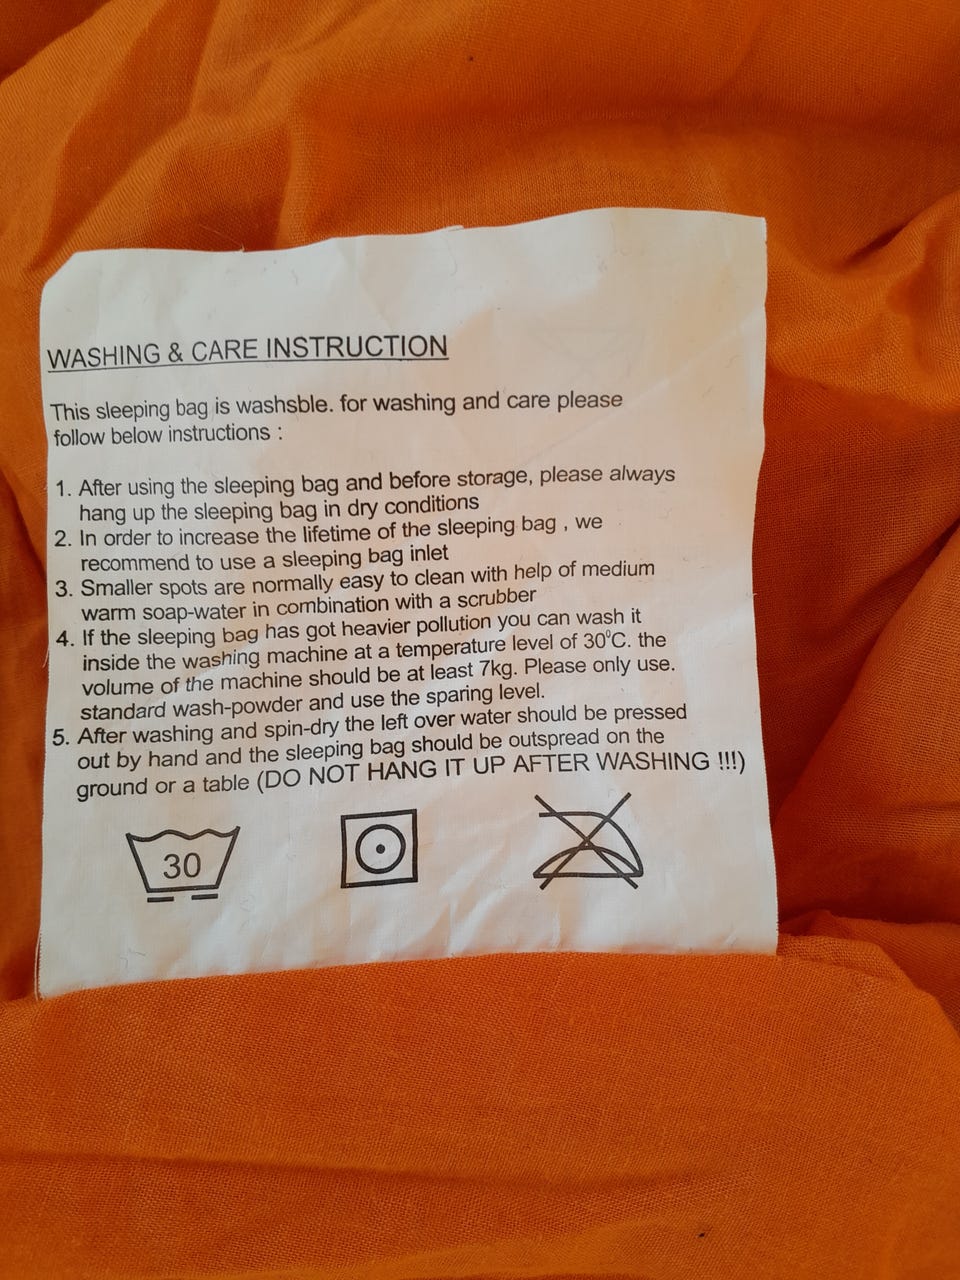 WASHING & CARE INSTRUCTION
This sleeping bag is washsble. for washing and care please
follow below instructions :
1. After using the sleeping bag and before storage, please always
hang up the sleeping bag in dry conditions
2. In order to increase the lifetime of the sleeping bag , we
recommend to use a sleeping bag inlet
3. Smaller spots are normally easy to clean with help of medium
warm soap-water in combination with a scrubber
4. If the sleeping bag has got heavier pollution you can wash it
inside the washing machine at a temperature level of 30⁰C. the
volume of the machine should be at least 7kg. Please only use.
standard wash-powder and use the sparing level.
5. After washing and spin-dry the left over water should be pressed
out by hand and the sleeping bag should be outspread on the
ground or a table (DO NOT HANG IT UP AFTER WASHING !!!)
30